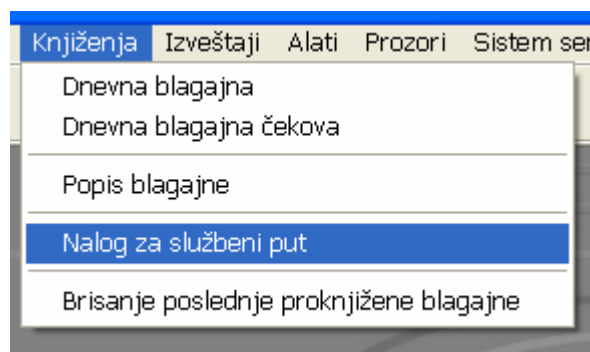 Knjiženja Izveštaji Alati Prozori Sistem
Dnevna blagajna
Dnevna blagajna čekova
Popis blagajne
Nalog za službeni put
Brisanje poslednje proknjižene blagajne